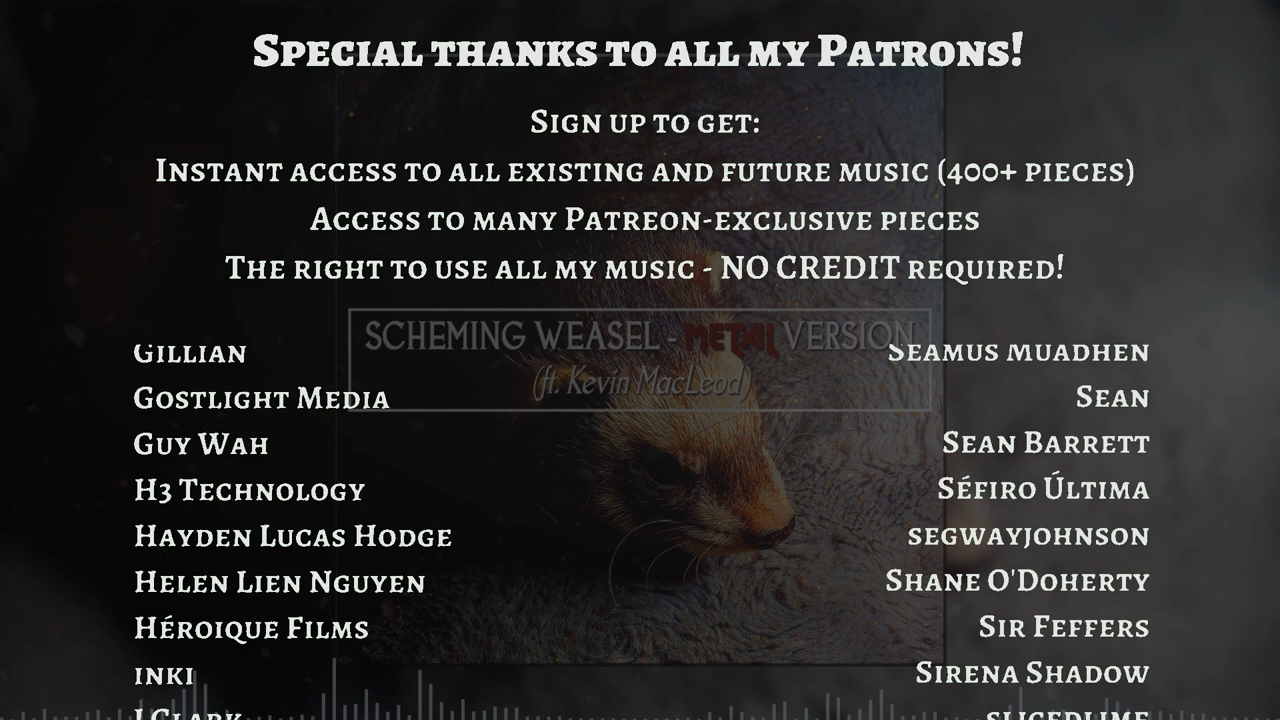 Special thanks to all my Patrons!
Sign up to get:
Instant access to all existing and future music (400+ pieces)
Access to many Patreon-exclusive pieces
The right to use all my music - NO CREDIT required!
SCHEMING WEASEL - METAL VERSION
(ft. Kevin MacLeod)
Gillian
Gostlight Media
Guy Wah
H3 Technology
Hayden Lucas Hodge
Helen Lien Nguyen
Héroique Films
inki
J Clark
Seamus muadhen
Sean
Sean Barrett
Séfiro Última
segwayjohnson
Shane O'Doherty
Sir Feffers
Sirena Shadow
slicedlime